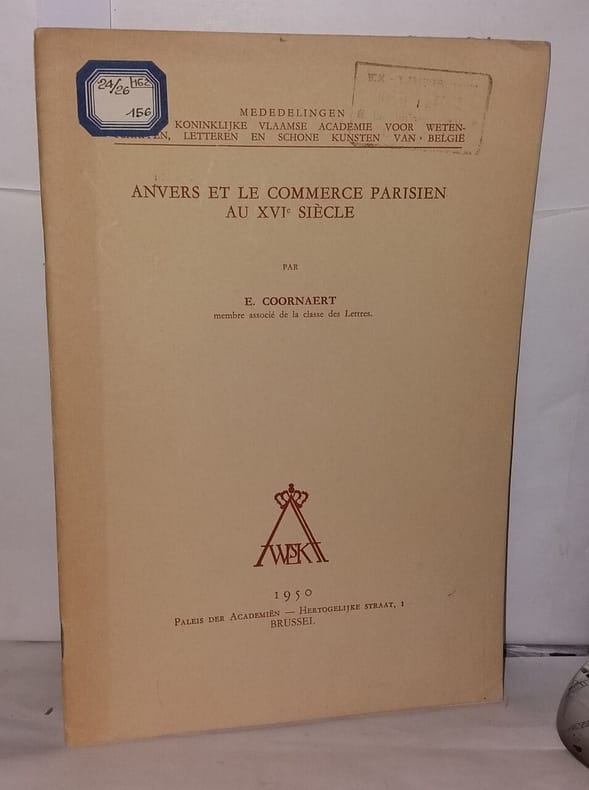 24/26 162
156
MEDEDELINGEN
KONINKLIJKE VLAAMSE ACADEMIE VOOR WETEN-
EN, LETTEREN EN SCHONE KUNSTEN VAN BELGIË
ANVERS ET LE COMMERCE PARISIEN
AU XVIe SIÈCLE
PAR
E. COORNAERT
membre associé de la classe des Lettres.
1950
PALEIS DER ACADEMIËN — HERTOGELIJKE STRAAT, 1
BRUSSEL